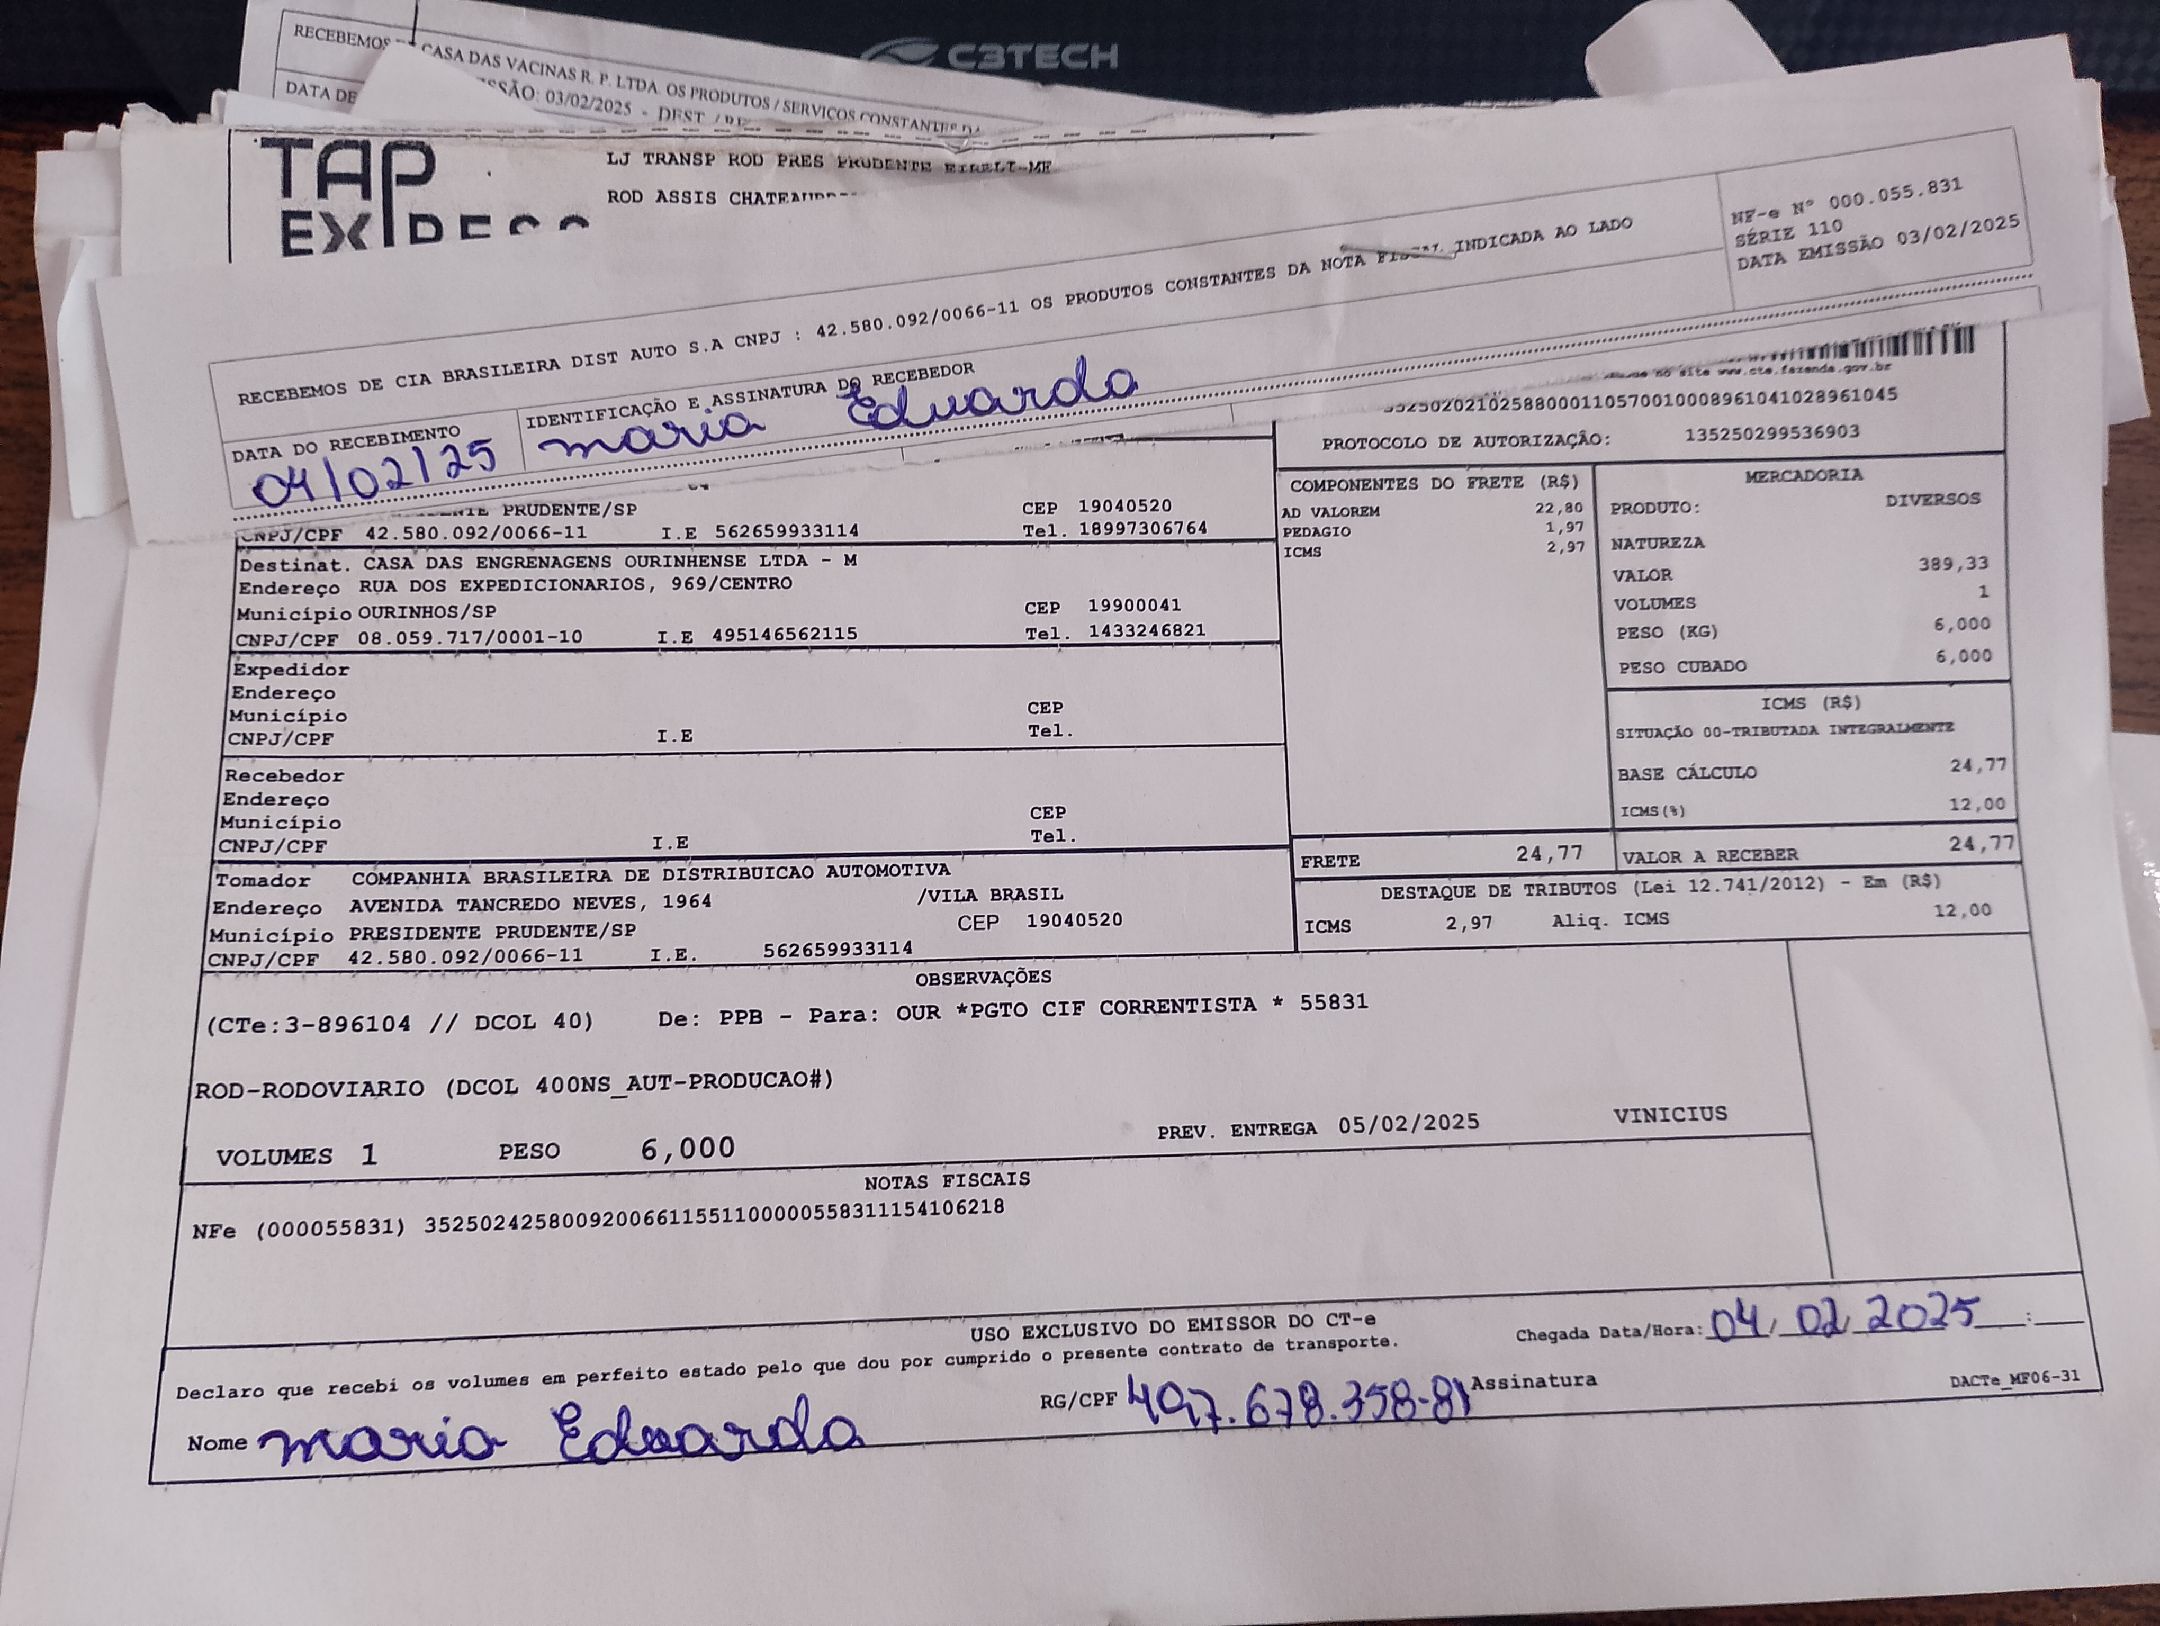 C3TECH
RECEBEMOS CASA DAS VACINAS R. P. LTDA. OS PRODUTOS / SERVIÇOS CONSTANTES DA
DATA DE
03/02/2025 - DEST
TAP
LJ TRANSP ROD PRES PRUDENTE EIRELI-ME
ROD ASSIS
RECEBEMOS DE CIA BRASILEIRA DIST AUTO S.A CNPJ : 42.580.092/0066-11 OS PRODUTOS CONSTANTES DA NOTA FISCAL INDICADA AO LADO
NF-e Nº 000.055.831
SÉRIE 110
DATA EMISSÃO 03/02/2025
DATA DO RECEBIMENTO
04/02/25
IDENTIFICAÇÃO E ASSINATURA DO RECEBEDOR
maria Eduarda
no site www.cte.fazenda.gov.br
PROTOCOLO DE AUTORIZAÇÃO: 135250299536903
PRUDENTE/SP CEP 19040520
CNPJ/CPF 42.580.092/0066-11 I.E 562659933114 Tel. 18997306764
Destinat. CASA DAS ENGRENAGENS OURINHENSE LTDA - M
Endereço RUA DOS EXPEDICIONARIOS, 969/CENTRO
Município OURINHOS/SP CEP 19900041
CNPJ/CPF 08.059.717/0001-10 I.E 495146562115 Tel. 1433246821
Expedidor
Endereço
Município CEP
CNPJ/CPF I.E Tel.
Recebedor
Endereço
Município CEP
CNPJ/CPF I.E Tel.
Tomador COMPANHIA BRASILEIRA DE DISTRIBUICAO AUTOMOTIVA
Endereço AVENIDA TANCREDO NEVES, 1964 /VILA BRASIL
Município PRESIDENTE PRUDENTE/SP CEP 19040520
CNPJ/CPF 42.580.092/0066-11 I.E. 562659933114
COMPONENTES DO FRETE (R$)
AD VALOREM 22,80
PEDAGIO 1,97
ICMS 2,97
MERCADORIA
PRODUTO: DIVERSOS
NATUREZA
VALOR 389,33
VOLUMES 1
PESO (KG) 6,000
PESO CUBADO 6,000
ICMS (R$)
SITUAÇÃO 00-TRIBUTADA INTEGRALMENTE
BASE CÁLCULO 24,77
ICMS(%) 12,00
FRETE 24,77
VALOR A RECEBER 24,77
DESTAQUE DE TRIBUTOS (Lei 12.741/2012) - Em (R$)
ICMS 2,97 Aliq. ICMS 12,00
OBSERVAÇÕES
(CTe:3-896104 // DCOL 40) De: PPB - Para: OUR *PGTO CIF CORRENTISTA * 55831
ROD-RODOVIARIO (DCOL 400NS_AUT-PRODUCAO#)
VOLUMES 1 PESO 6,000 PREV. ENTREGA 05/02/2025 VINICIUS
NOTAS FISCAIS
NFe (000055831) 35250242580092006611551100000558311154106218
USO EXCLUSIVO DO EMISSOR DO CT-e
Declaro que recebi os volumes em perfeito estado pelo que dou por cumprido o presente contrato de transporte.
Chegada Data/Hora: 04/02/2025 :
Nome maria Eduarda RG/CPF 497.678.358-81 Assinatura
DACTe_MF06-31